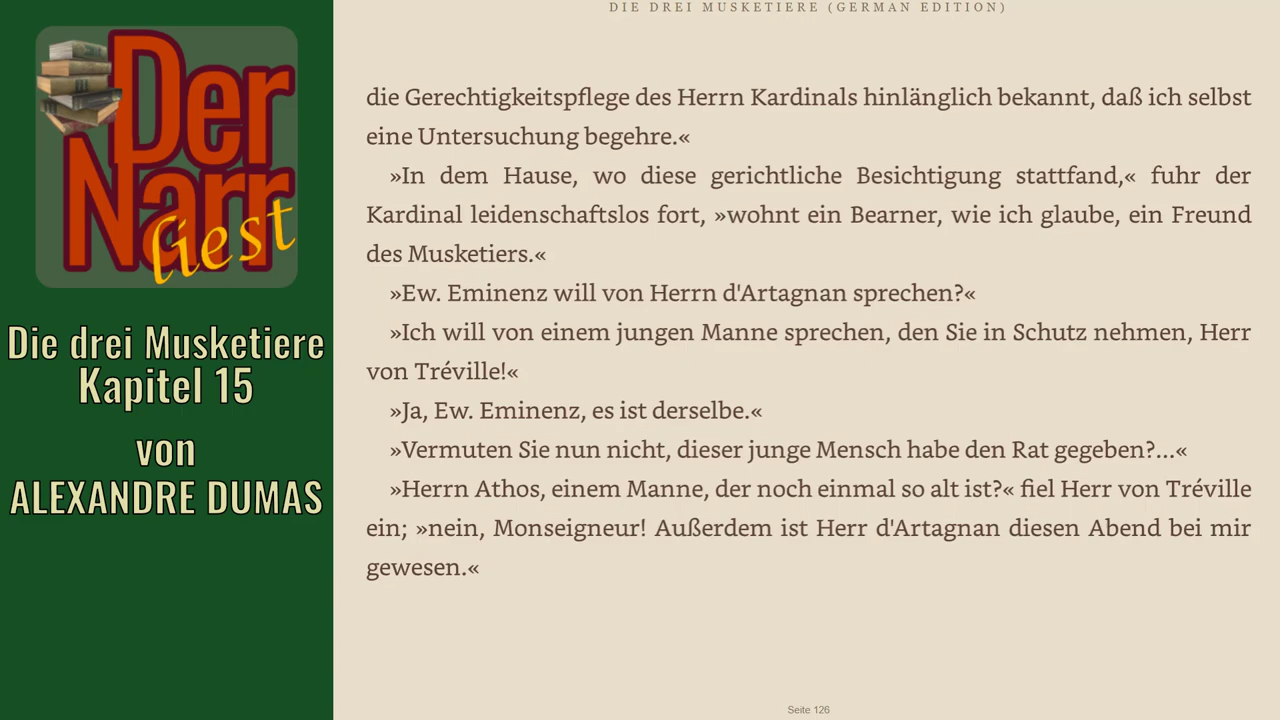 Der
Narr
liest
Die drei Musketiere
Kapitel 15
von
ALEXANDRE DUMAS
DIE DREI MUSKETIERE (GERMAN EDITION)
die Gerechtigkeitspflege des Herrn Kardinals hinlänglich bekannt, daß ich selbst
eine Untersuchung begehre.«
»In dem Hause, wo diese gerichtliche Besichtigung stattfand,« fuhr der
Kardinal leidenschaftslos fort, »wohnt ein Bearner, wie ich glaube, ein Freund
des Musketiers.«
»Ew. Eminenz will von Herrn d'Artagnan sprechen?«
»Ich will von einem jungen Manne sprechen, den Sie in Schutz nehmen, Herr
von Tréville!«
»Ja, Ew. Eminenz, es ist derselbe.«
»Vermuten Sie nun nicht, dieser junge Mensch habe den Rat gegeben?...«
»Herrn Athos, einem Manne, der noch einmal so alt ist?« fiel Herr von Tréville
ein; »nein, Monseigneur! Außerdem ist Herr d'Artagnan diesen Abend bei mir
gewesen.«
Seite 126